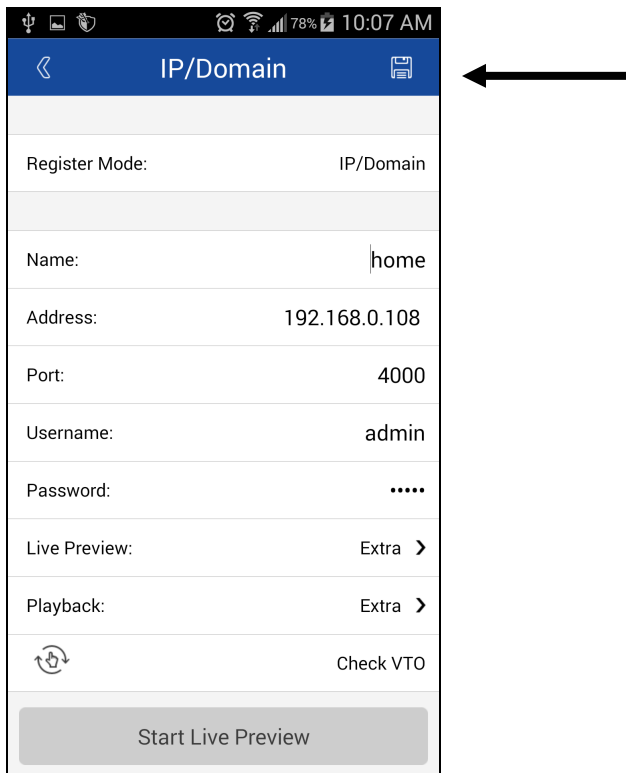 78% 10:07 AM
IP/Domain
Register Mode: IP/Domain
Name: home
Address: 192.168.0.108
Port: 4000
Username: admin
Password: •••••
Live Preview: Extra
Playback: Extra
Check VTO
Start Live Preview